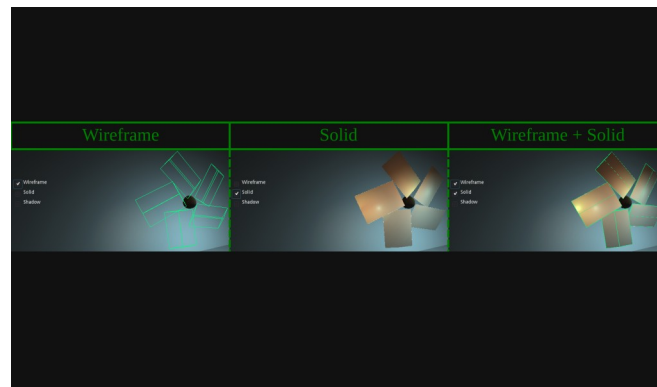 Wireframe
Solid
Wireframe + Solid
Wireframe
Solid
Shadow
Wireframe
Solid
Shadow
Wireframe
Solid
Shadow